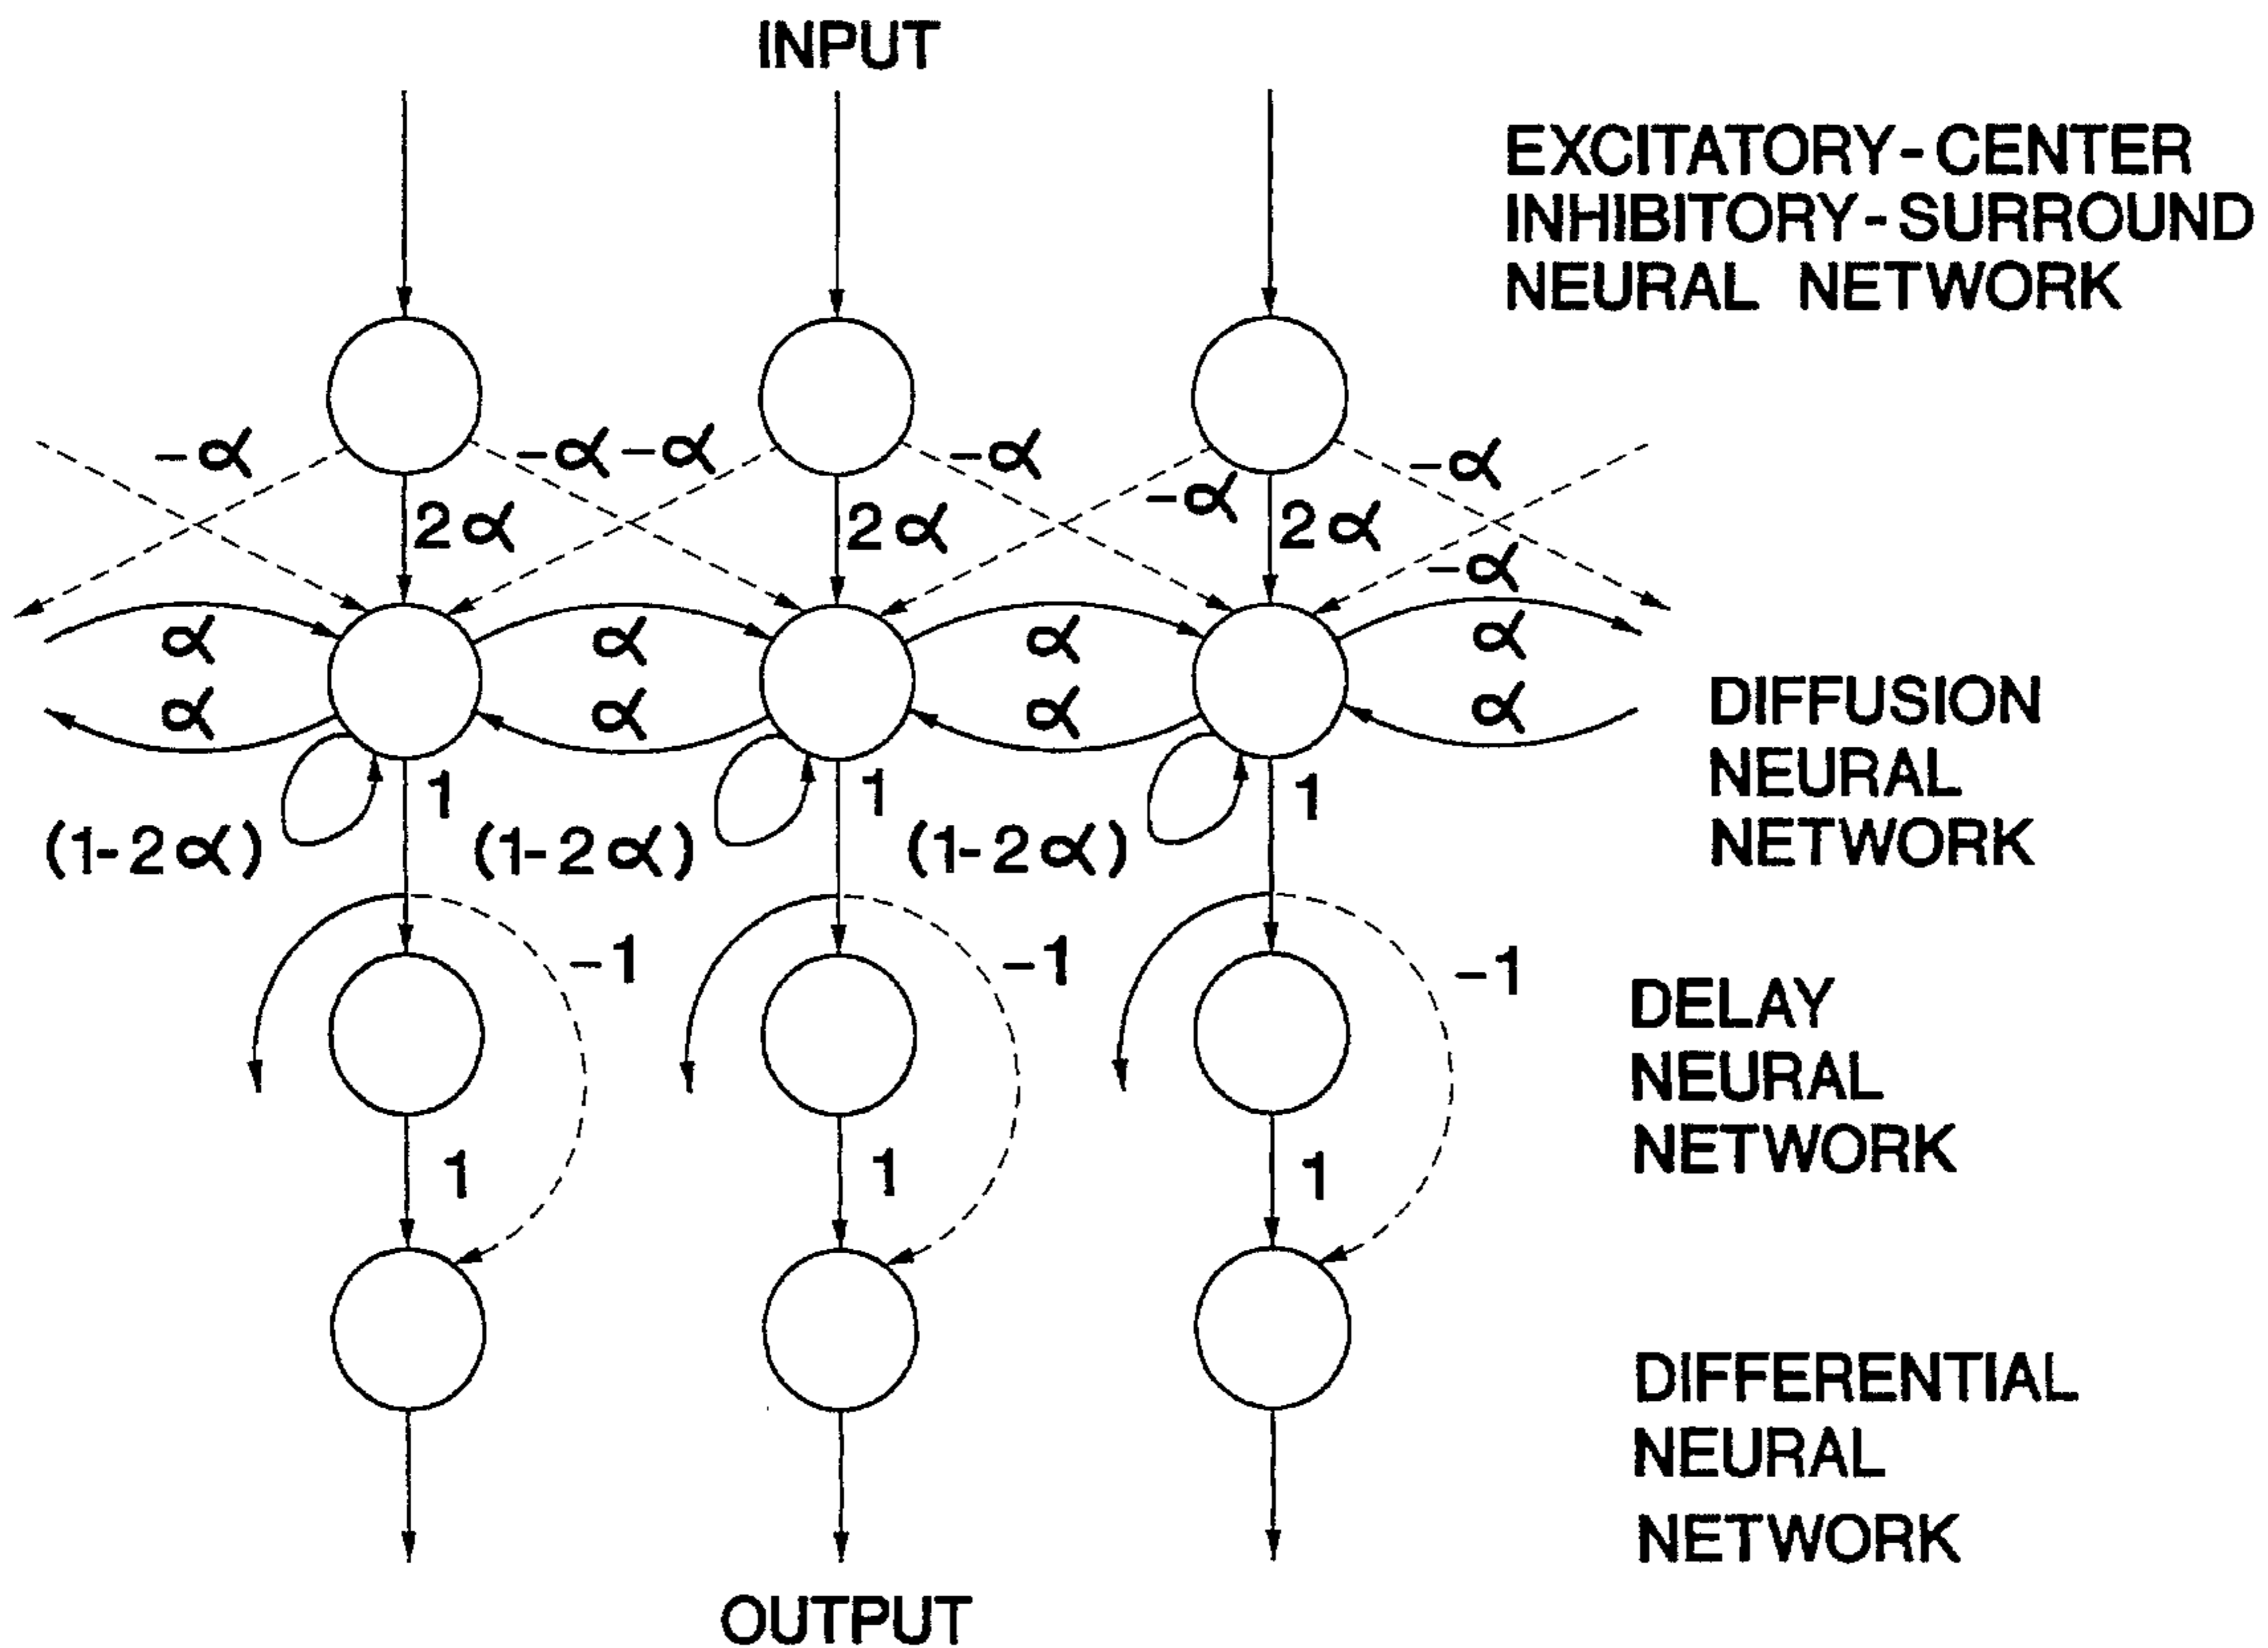 INPUT
EXCITATORY-CENTER
INHIBITORY-SURROUND
NEURAL NETWORK
-α -α -α -α -α
-α
2α 2α 2α
-α
α α α α
α α α α
DIFFUSION
NEURAL
NETWORK
1 1 1
(1-2α) (1-2α) (1-2α)
-1 -1 -1
DELAY
NEURAL
NETWORK
1 1 1
DIFFERENTIAL
NEURAL
NETWORK
OUTPUT